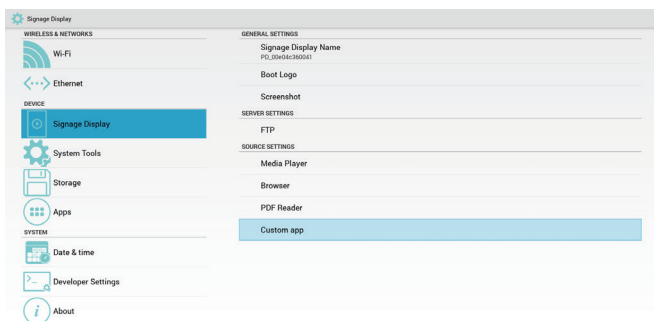 Signage Display
WIRELESS & NETWORKS
Wi-Fi
Ethernet
DEVICE
Signage Display
System Tools
Storage
Apps
SYSTEM
Date & time
Developer Settings
About
GENERAL SETTINGS
Signage Display Name
PD_00e04c360041
Boot Logo
Screenshot
SERVER SETTINGS
FTP
SOURCE SETTINGS
Media Player
Browser
PDF Reader
Custom app